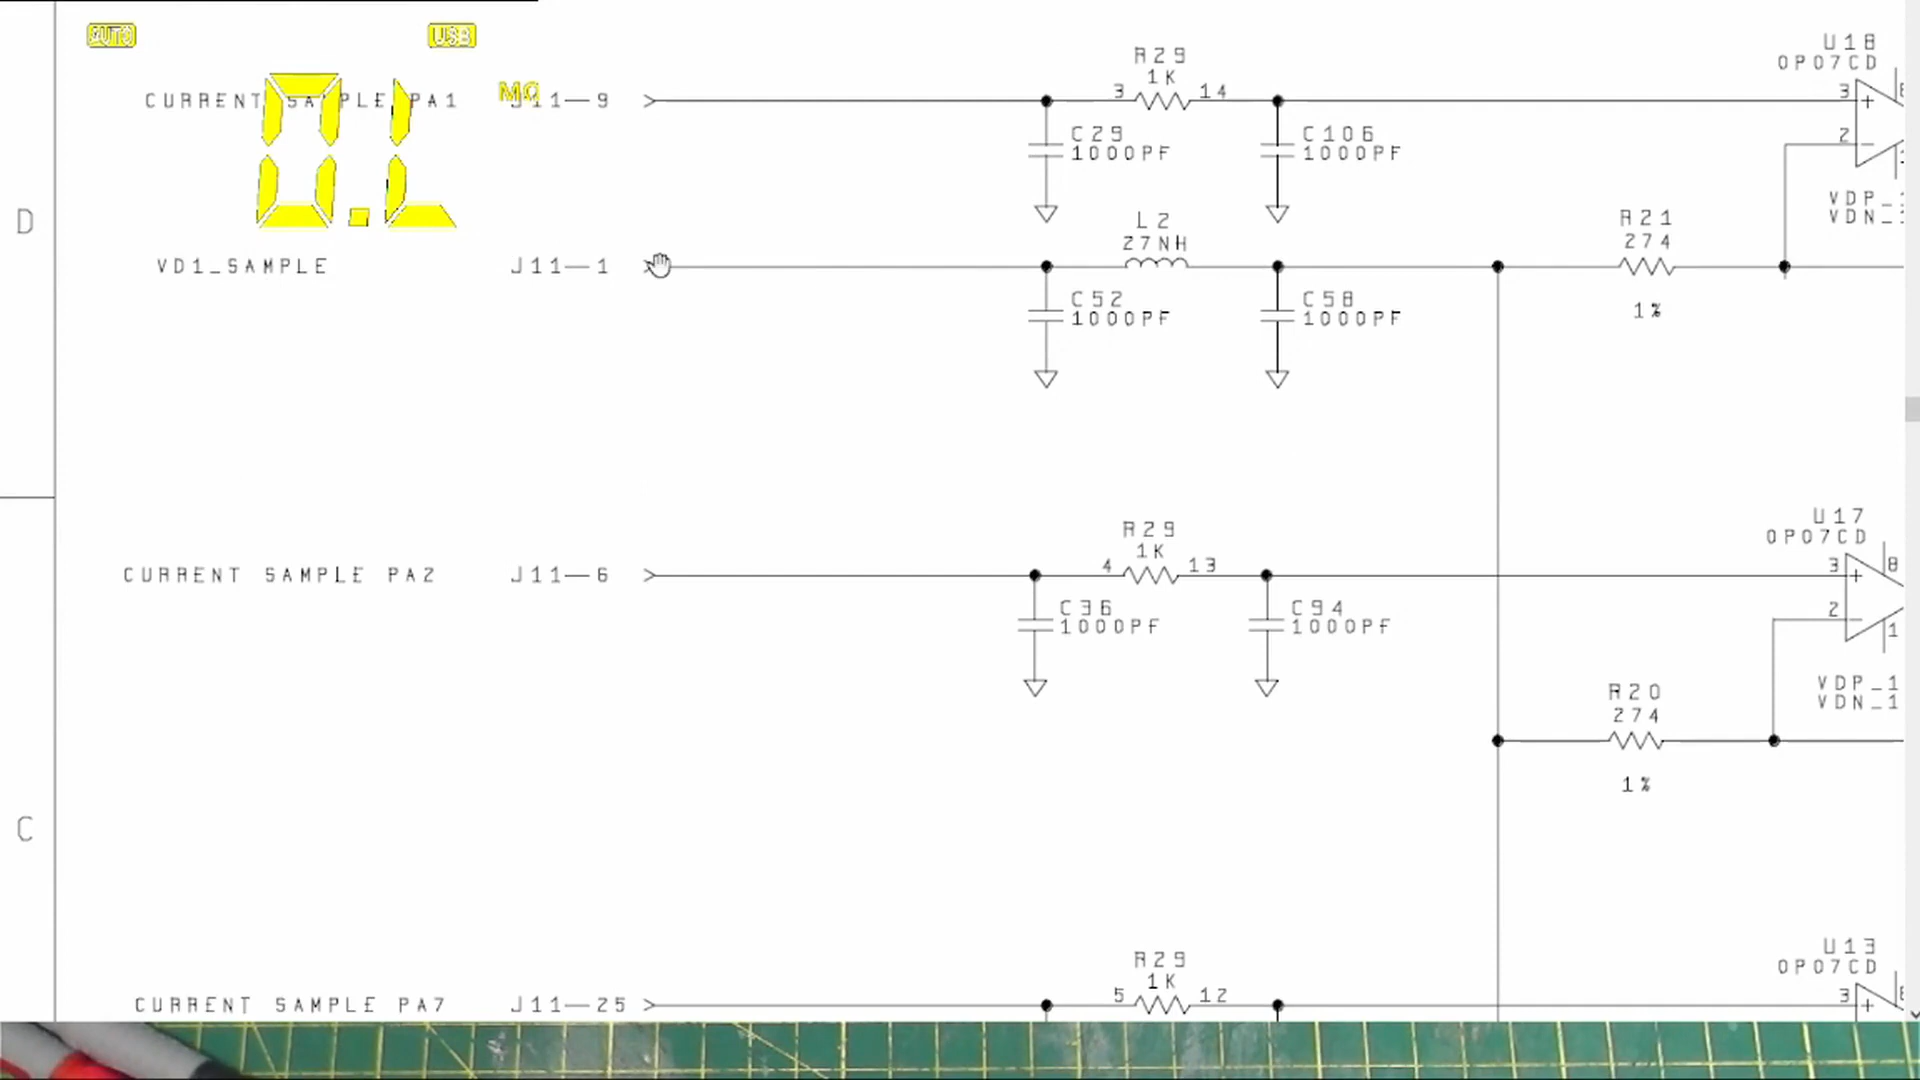 AUTO USB
0.L MΩ
CURRENT SAMPLE PA1 J11—9
R29
1K
3 14
C29
1000PF
C106
1000PF
U18
OP07CD
3
2
VDP_1
VDN_1
VD1_SAMPLE J11—1
L2
27NH
C52
1000PF
C58
1000PF
R21
274
1%
D
CURRENT SAMPLE PA2 J11—6
R29
1K
4 13
C36
1000PF
C94
1000PF
U17
OP07CD
3
8
2
1
VDP_1
VDN_1
R20
274
1%
C
CURRENT SAMPLE PA7 J11—25
R29
1K
5 12
U13
OP07CD
3